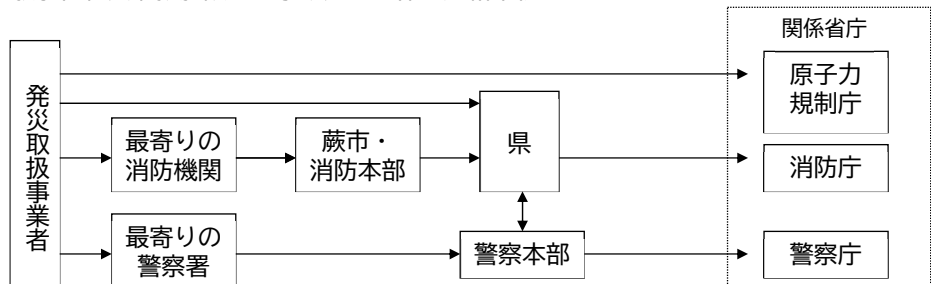 関係省庁
発災取扱事業者
原子力
規制庁
最寄りの
消防機関
蕨市・
消防本部
県
消防庁
最寄りの
警察署
警察本部
警察庁